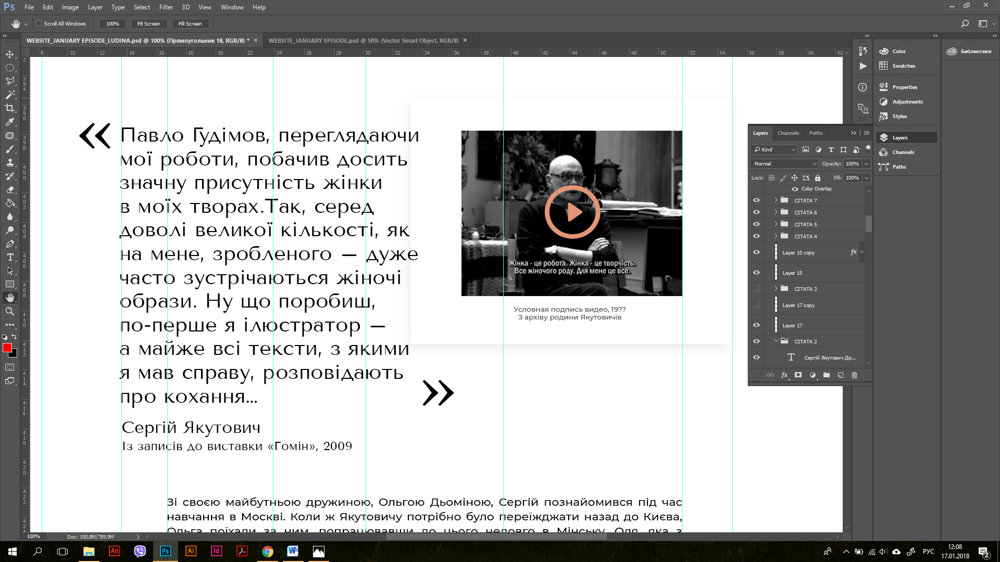 Ps File Edit Image Layer Type Select Filter 3D View Window Help
Scroll All Windows 100% Fit Screen Fill Screen
WEBSITE_JANUARY EPISODE_LUDINA.psd @ 100% (Прямоугольник 18, RGB/8) * ×
WEBSITE_JANUARY EPISODE.psd @ 50% (Vector Smart Object, RGB/8) ×
8 10 12 14 16 18 20 22 24 26 28 30 32 34 36 38 40 42 44 46 48 50 52 54 56 58 60 62
«
Павло Гудімов, переглядаючи
мої роботи, побачив досить
значну присутність жінки
в моїх творах.Так, серед
доволі великої кількості, як
на мене, зробленого — дуже
часто зустрічаються жіночі
образи. Ну що поробиш,
по-перше я ілюстратор —
а майже всі тексти, з якими
я мав справу, розповідають
про кохання...
»
Сергій Якутович
Із записів до виставки «Гомін», 2009
Жінка - це робота. Жінка - це творчість.
Все жіночого роду. Для мене це все.
Условная подпись видео, 19??
З архіву родини Якутовичів
Зі своєю майбутньою дружиною, Ольгою Дьоміною, Сергій познайомився під час
навчання в Москві. Коли ж Якутовичу потрібно було переїжджати назад до Києва,
Ольга поїхали за ним, попрацювавши до цього недовго в Мінську. Оля, яка з
Color
Swatches
Properties
Adjustments
Styles
Layers
Channels
Paths
Библиотеки
Layers Channels Paths
Kind
Normal Opacity: 100%
Lock: Fill: 100%
Color Overlay
CITATA 7
CITATA 6
CITATA 5
CITATA 4
Layer 15 copy fx
Layer 15
CITATA 3
Layer 17 copy
Layer 17
CITATA 2
T Сергій Якутович До...
fx
100% Doc: 100,8M/789,9M
An Ps Ai Id W
РУС
12:08
17.01.2018
2